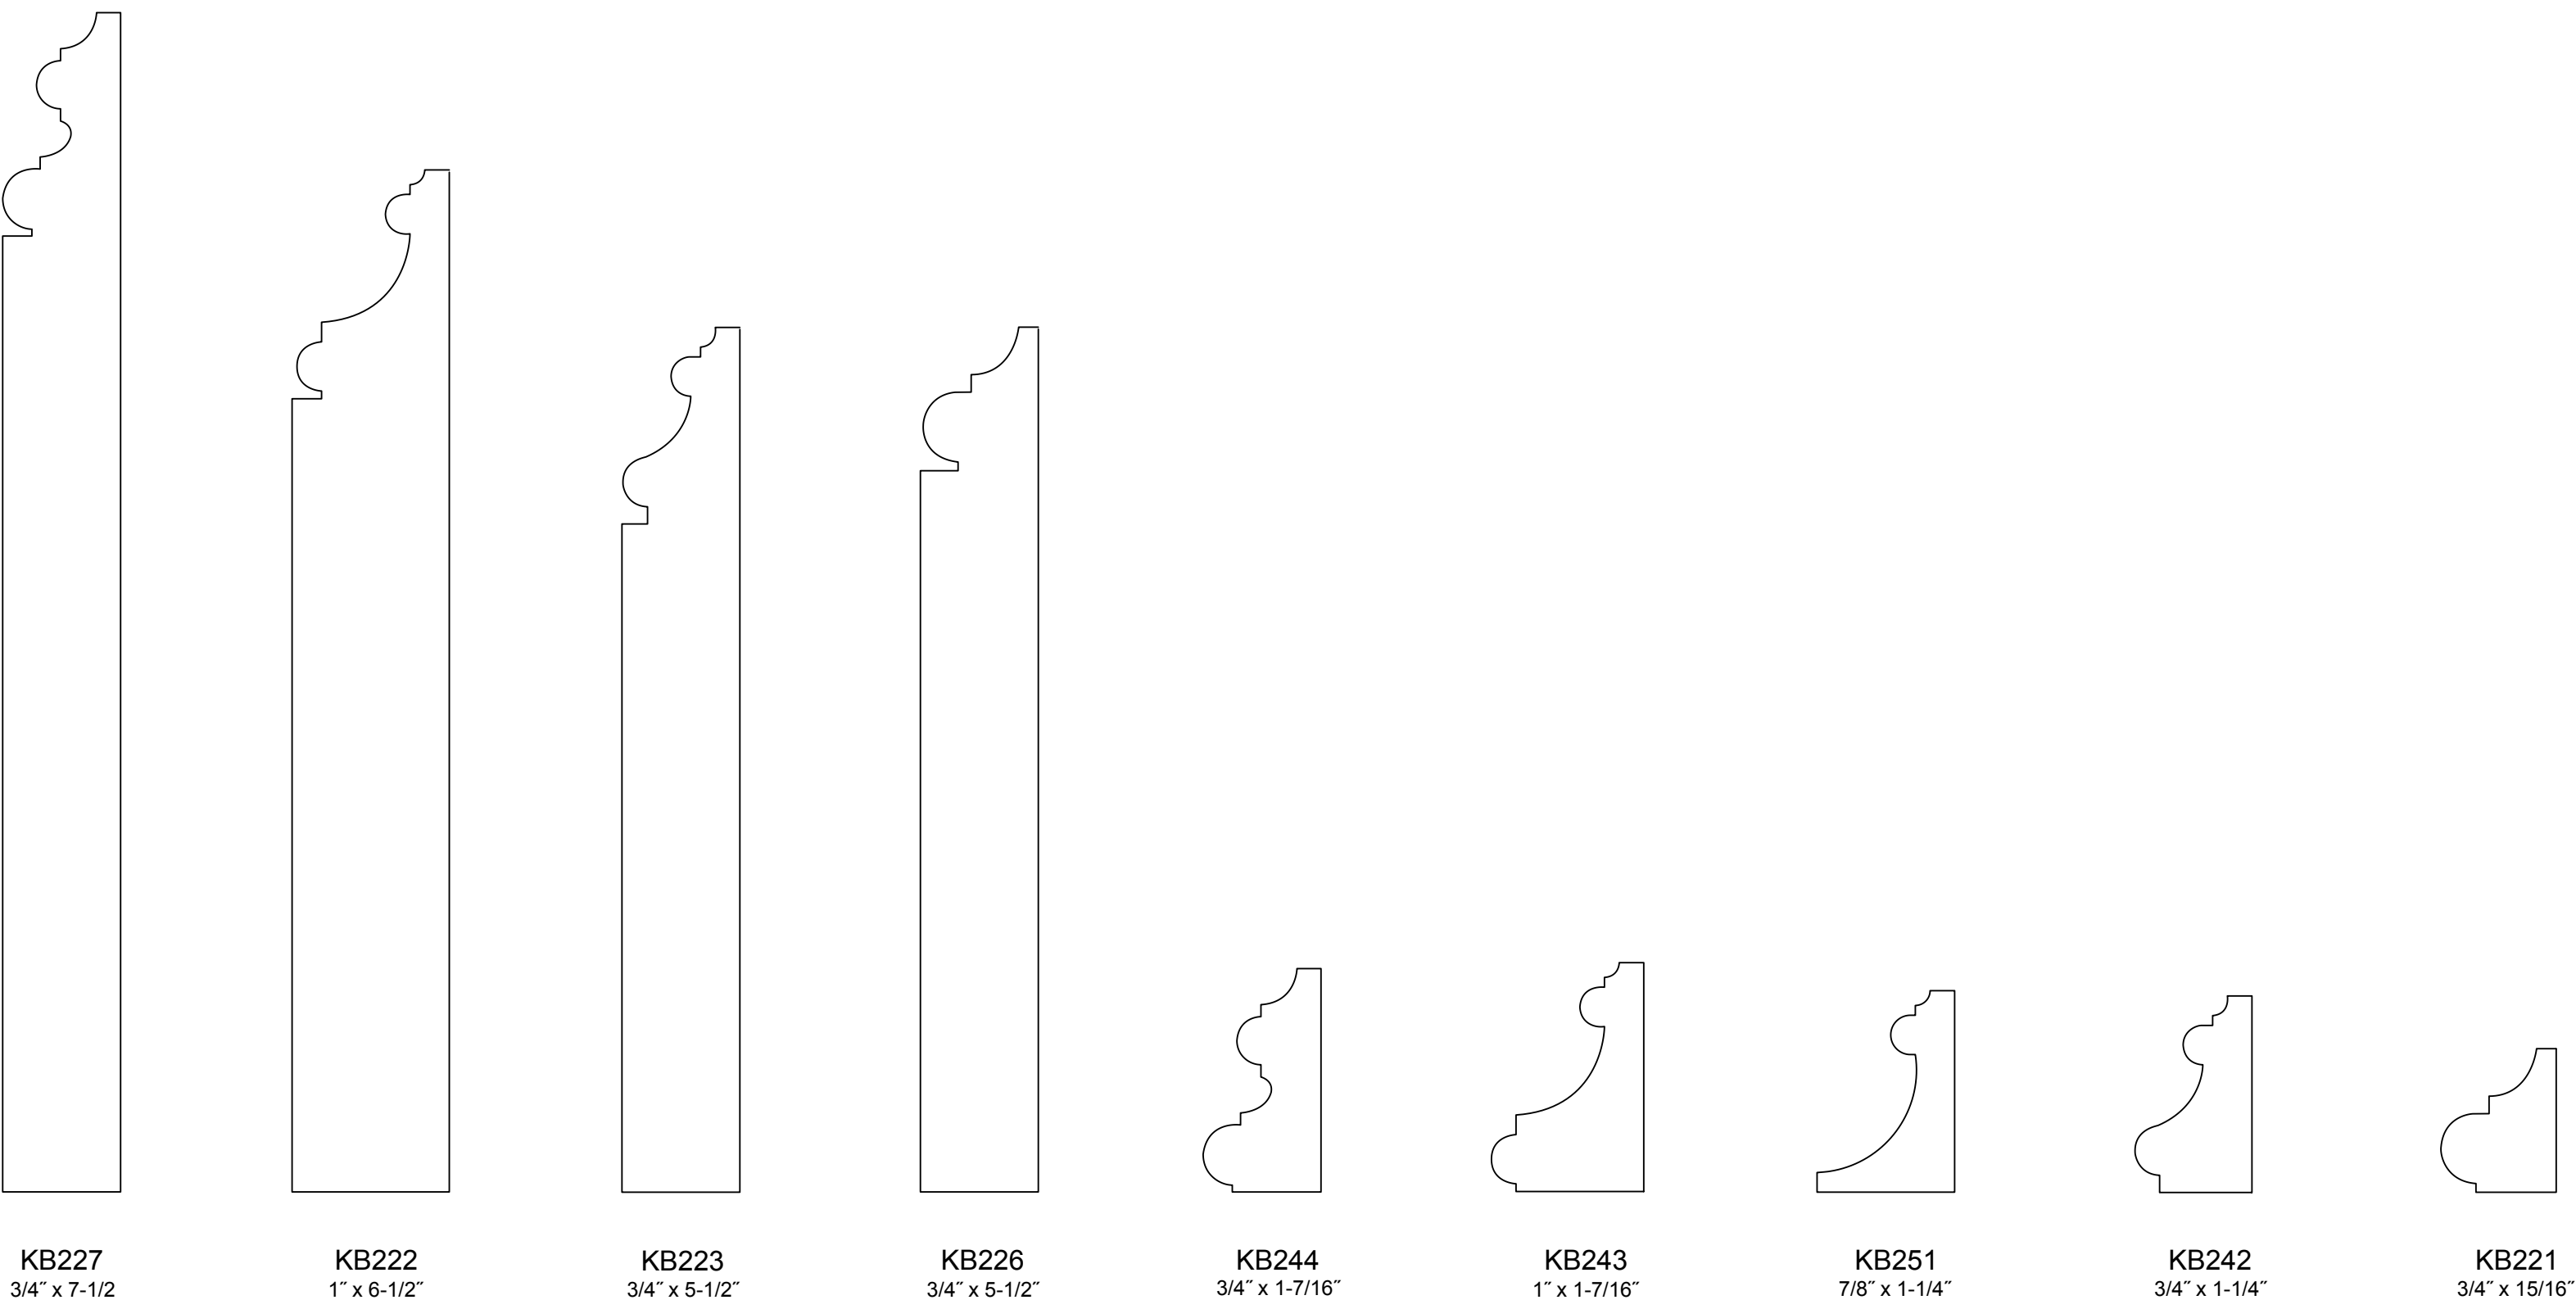 KB227
3/4″ x 7-1/2
KB222
1″ x 6-1/2″
KB223
3/4″ x 5-1/2″
KB226
3/4″ x 5-1/2″
KB244
3/4″ x 1-7/16″
KB243
1″ x 1-7/16″
KB251
7/8″ x 1-1/4″
KB242
3/4″ x 1-1/4″
KB221
3/4″ x 15/16″